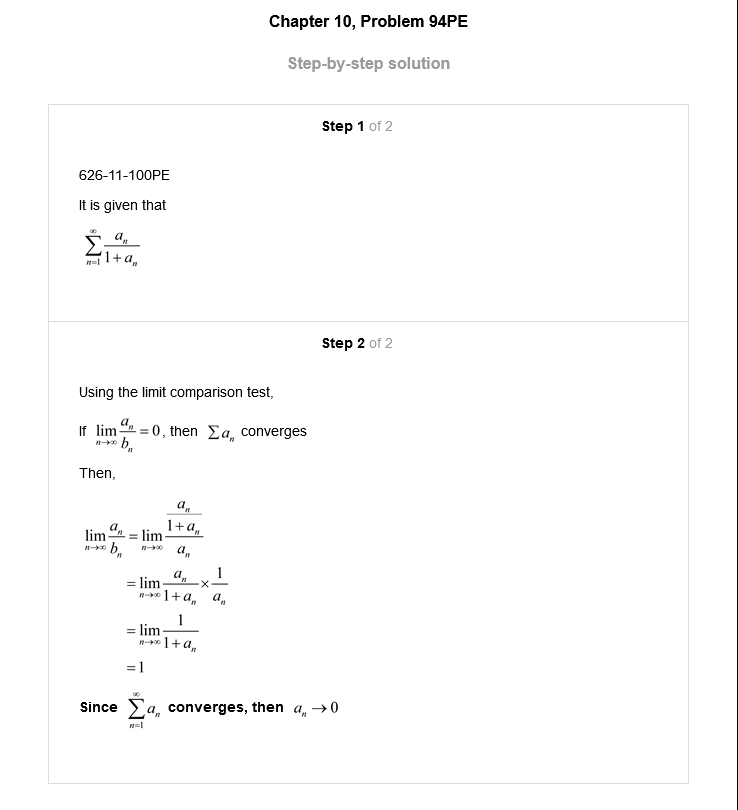 Chapter 10, Problem 94PE
Step-by-step solution
Step 1 of 2
626-11-100PE
It is given that
$\sum_{n=1}^{\infty} \frac{a_n}{1+a_n}$
Step 2 of 2
Using the limit comparison test,
If $\lim_{n \to \infty} \frac{a_n}{b_n} = 0$, then $\Sigma a_n$ converges
Then,
$\lim_{n \to \infty} \frac{a_n}{b_n} = \lim_{n \to \infty} \frac{\frac{a_n}{1+a_n}}{a_n}$
$= \lim_{n \to \infty} \frac{a_n}{1+a_n} \times \frac{1}{a_n}$
$= \lim_{n \to \infty} \frac{1}{1+a_n}$
$= 1$
Since $\sum_{n=1}^{\infty} a_n$ converges, then $a_n \to 0$